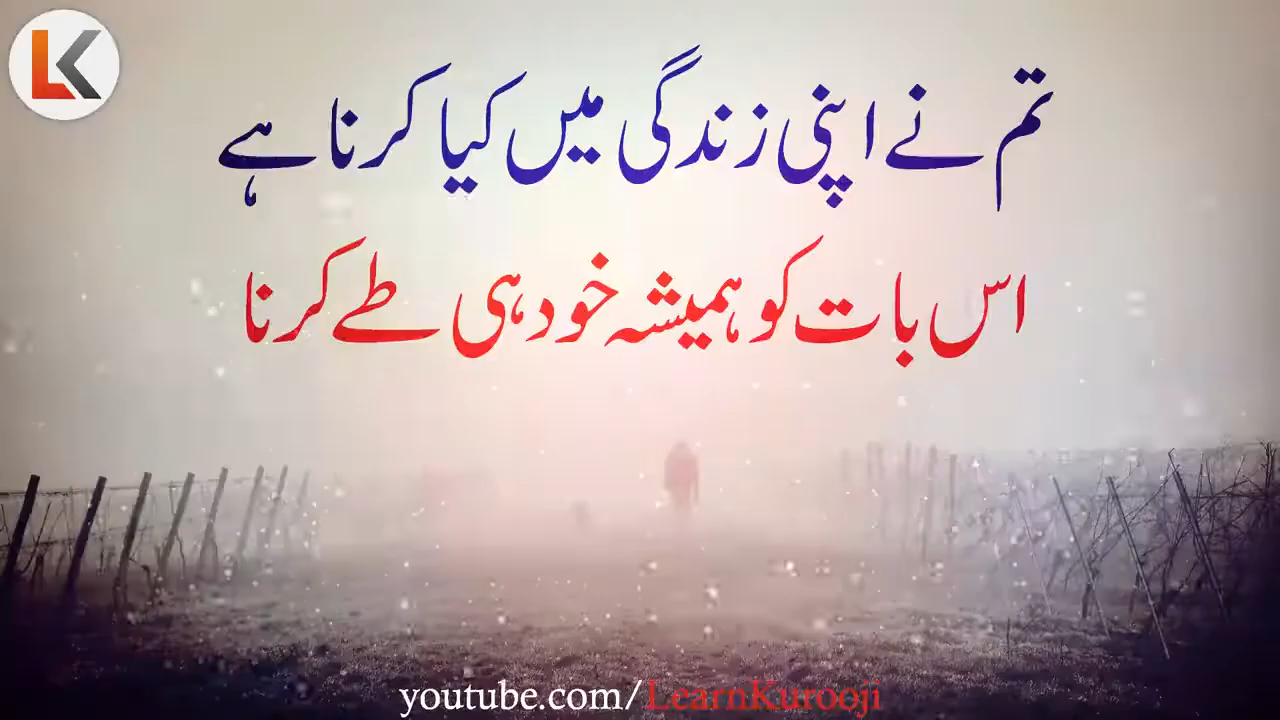 LK
تم نے اپنی زندگی میں کیا کرنا ہے
اس بات کو ہمیشہ خود ہی طے کرنا
youtube.com/LearnKurooji